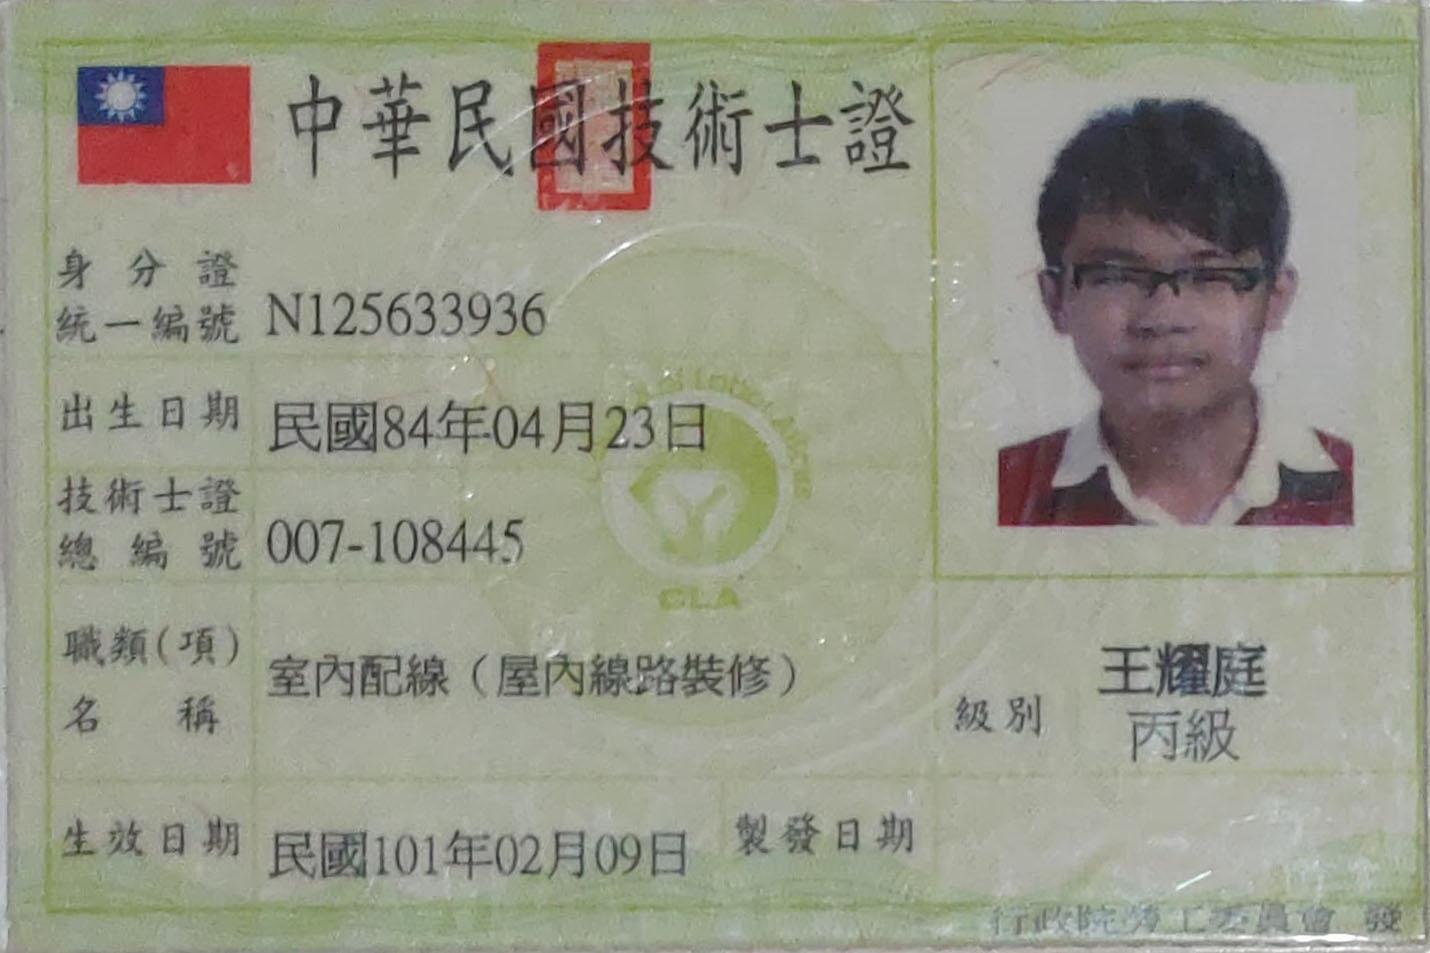 中華民國技術士證
身分證
統一編號 N125633936
出生日期 民國84年04月23日
技術士證
總編號 007-108445
職類(項)
名稱 室內配線（屋內線路裝修）
王耀庭
級別 丙級
生效日期 民國101年02月09日 製發日期
行政院勞工委員會 發
CLA